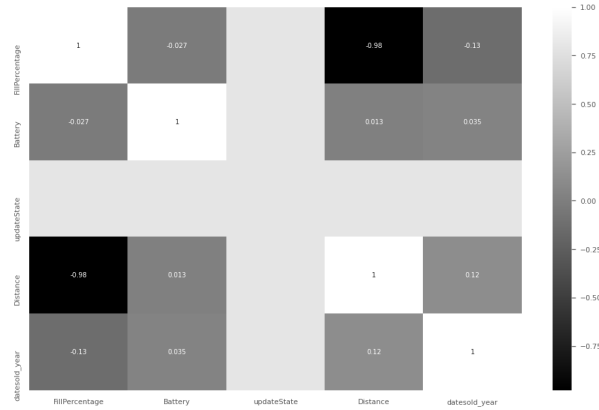 FillPercentage 1 -0.027 -0.98 -0.13
Battery -0.027 1 0.013 0.035
updateState
Distance -0.98 0.013 1 0.12
datesold_year -0.13 0.035 0.12 1
FillPercentage Battery updateState Distance datesold_year
1.00
0.75
0.50
0.25
0.00
-0.25
-0.50
-0.75